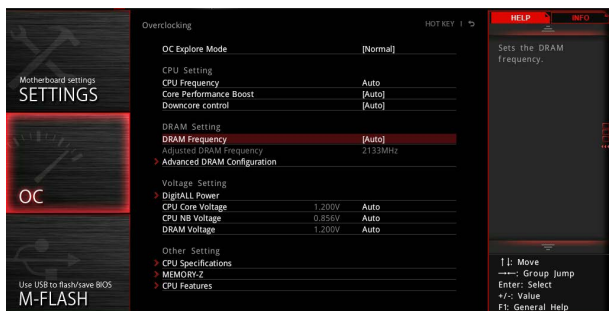 Overclocking
HOT KEY | ↶
HELP
INFO
OC Explore Mode [Normal]
CPU Setting
CPU Frequency Auto
Core Performance Boost [Auto]
Downcore control [Auto]
DRAM Setting
DRAM Frequency [Auto]
Adjusted DRAM Frequency 2133MHz
> Advanced DRAM Configuration
Voltage Setting
> DigitALL Power
CPU Core Voltage 1.200V Auto
CPU NB Voltage 0.856V Auto
DRAM Voltage 1.200V Auto
Other Setting
> CPU Specifications
> MEMORY-Z
> CPU Features
Motherboard settings
SETTINGS
OC
Use USB to flash/save BIOS
M-FLASH
Sets the DRAM
frequency.
↑↓: Move
→←: Group Jump
Enter: Select
+/-: Value
F1: General Help